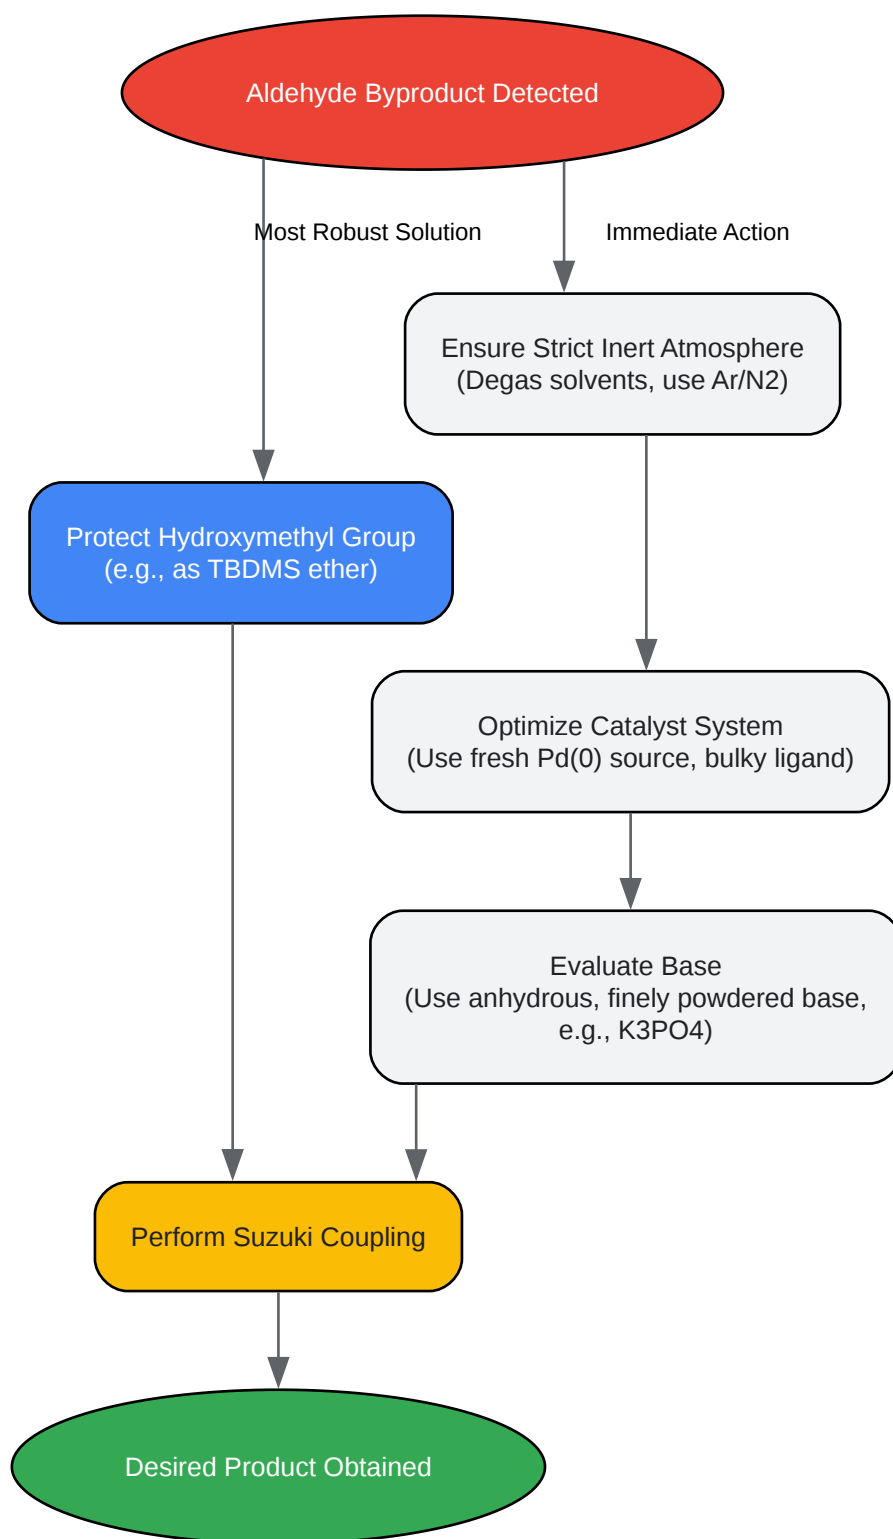 Aldehyde Byproduct Detected
Most Robust Solution
Immediate Action
Ensure Strict Inert Atmosphere
(Degas solvents, use Ar/N2)
Protect Hydroxymethyl Group
(e.g., as TBDMS ether)
Optimize Catalyst System
(Use fresh Pd(0) source, bulky ligand)
Evaluate Base
(Use anhydrous, finely powdered base,
e.g., K3PO4)
Perform Suzuki Coupling
Desired Product Obtained